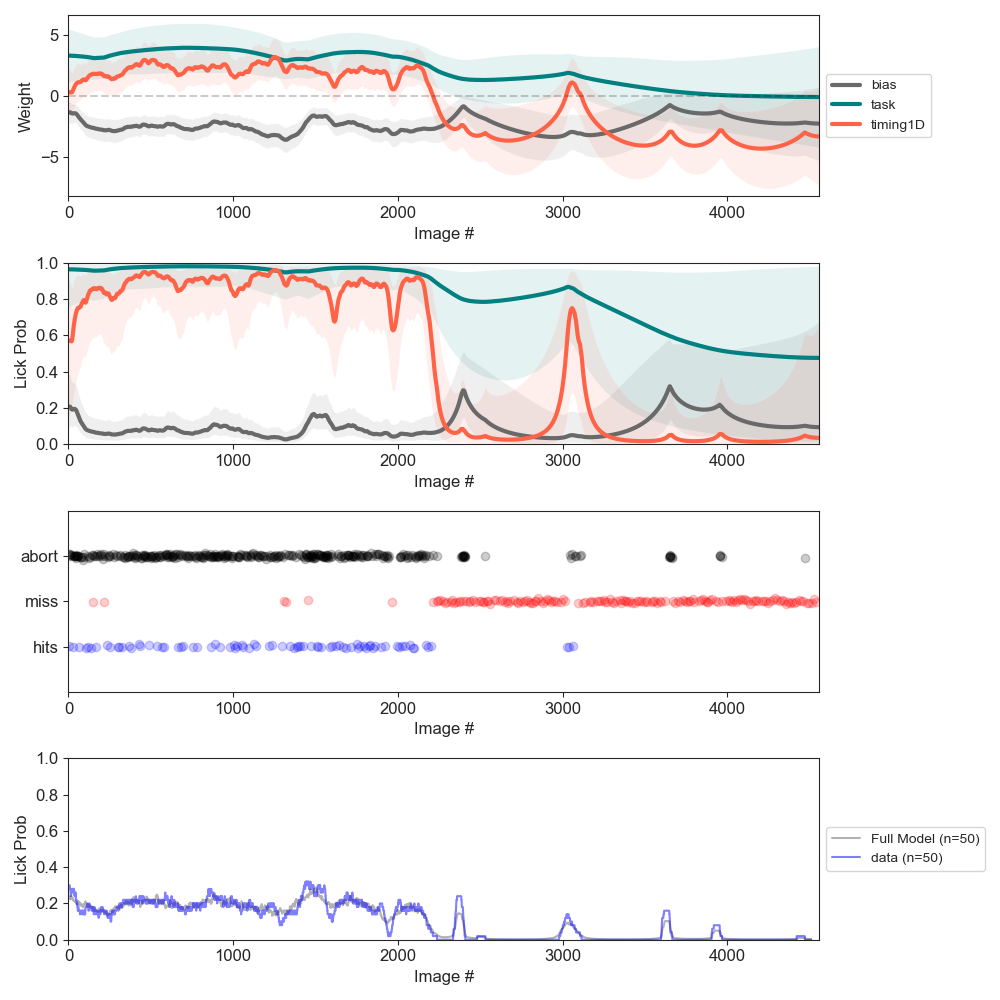 5
0
−5
Weight
0 1000 2000 3000 4000
Image #
bias
task
timing1D
1.0
0.8
0.6
0.4
0.2
0.0
Lick Prob
0 1000 2000 3000 4000
Image #
abort
miss
hits
0 1000 2000 3000 4000
Image #
1.0
0.8
0.6
0.4
0.2
0.0
Lick Prob
0 1000 2000 3000 4000
Image #
Full Model (n=50)
data (n=50)